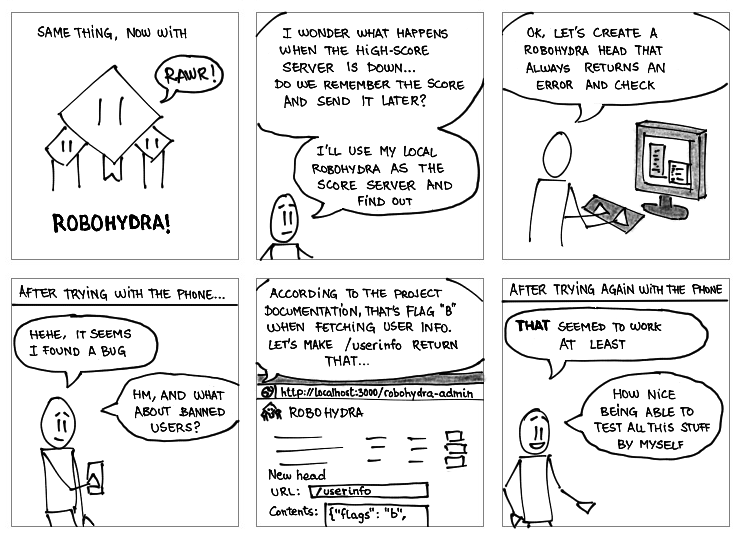 SAME THING, NOW WITH
RAWR!
ROBOHYDRA!
I WONDER WHAT HAPPENS
WHEN THE HIGH-SCORE
SERVER IS DOWN...
DO WE REMEMBER THE SCORE
AND SEND IT LATER?
I'LL USE MY LOCAL
ROBOHYDRA AS THE
SCORE SERVER AND
FIND OUT
OK, LET'S CREATE A
ROBOHYDRA HEAD THAT
ALWAYS RETURNS AN
ERROR AND CHECK
AFTER TRYING WITH THE PHONE...
HEHE, IT SEEMS
I FOUND A BUG
HM, AND WHAT
ABOUT BANNED
USERS?
ACCORDING TO THE PROJECT
DOCUMENTATION, THAT'S FLAG "B"
WHEN FETCHING USER INFO.
LET'S MAKE /userinfo RETURN
THAT...
http://localhost:3000/robohydra-admin
ROBOHYDRA
New head
URL: /userinfo
Contents: {"flags": "b",
AFTER TRYING AGAIN WITH THE PHONE
THAT SEEMED TO WORK
AT LEAST
HOW NICE
BEING ABLE TO
TEST ALL THIS STUFF
BY MYSELF